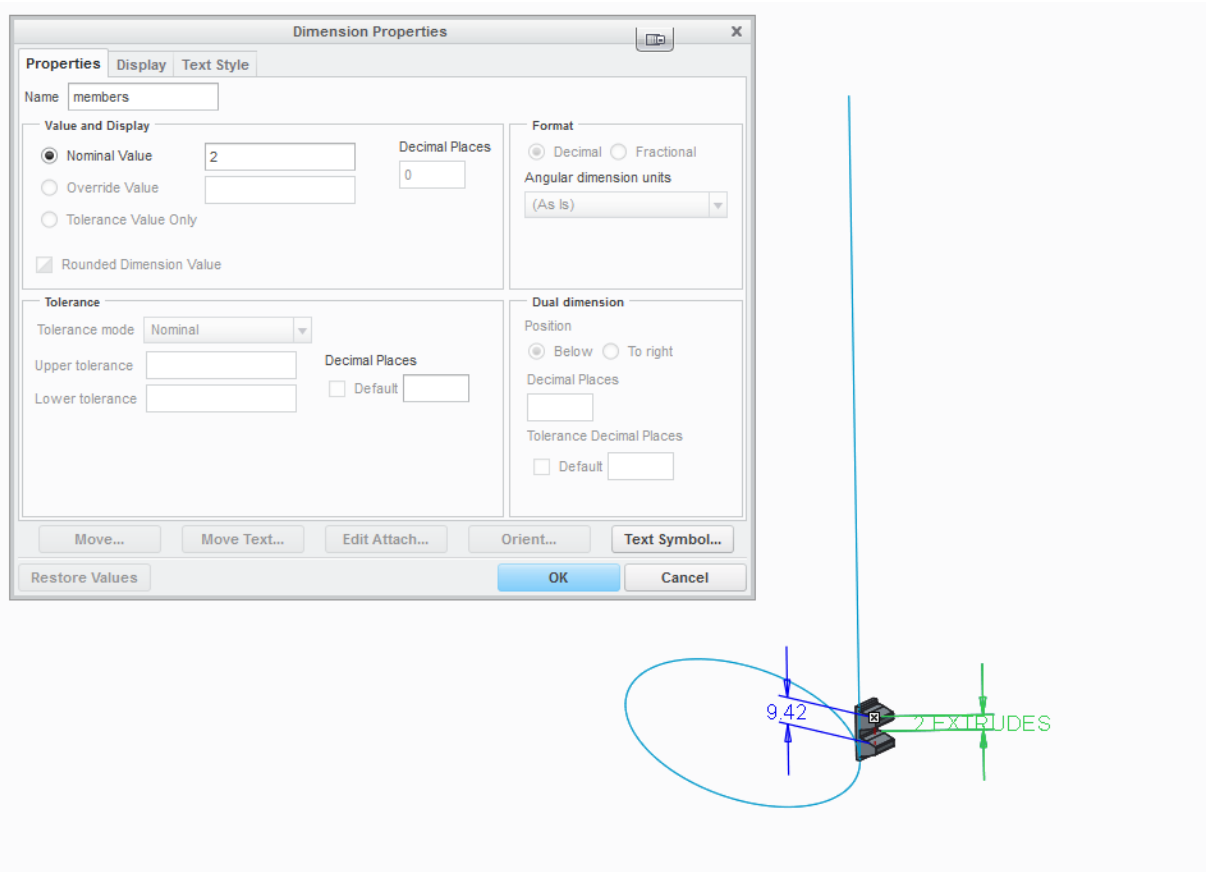 Dimension Properties
Properties Display Text Style
Name members
Value and Display
Nominal Value 2
Decimal Places
0
Override Value
Tolerance Value Only
Rounded Dimension Value
Format
Decimal Fractional
Angular dimension units
(As Is)
Tolerance
Tolerance mode Nominal
Upper tolerance
Lower tolerance
Decimal Places
Default
Dual dimension
Position
Below To right
Decimal Places
Tolerance Decimal Places
Default
Move... Move Text... Edit Attach... Orient... Text Symbol...
Restore Values OK Cancel
9.42
2 EXTRUDES